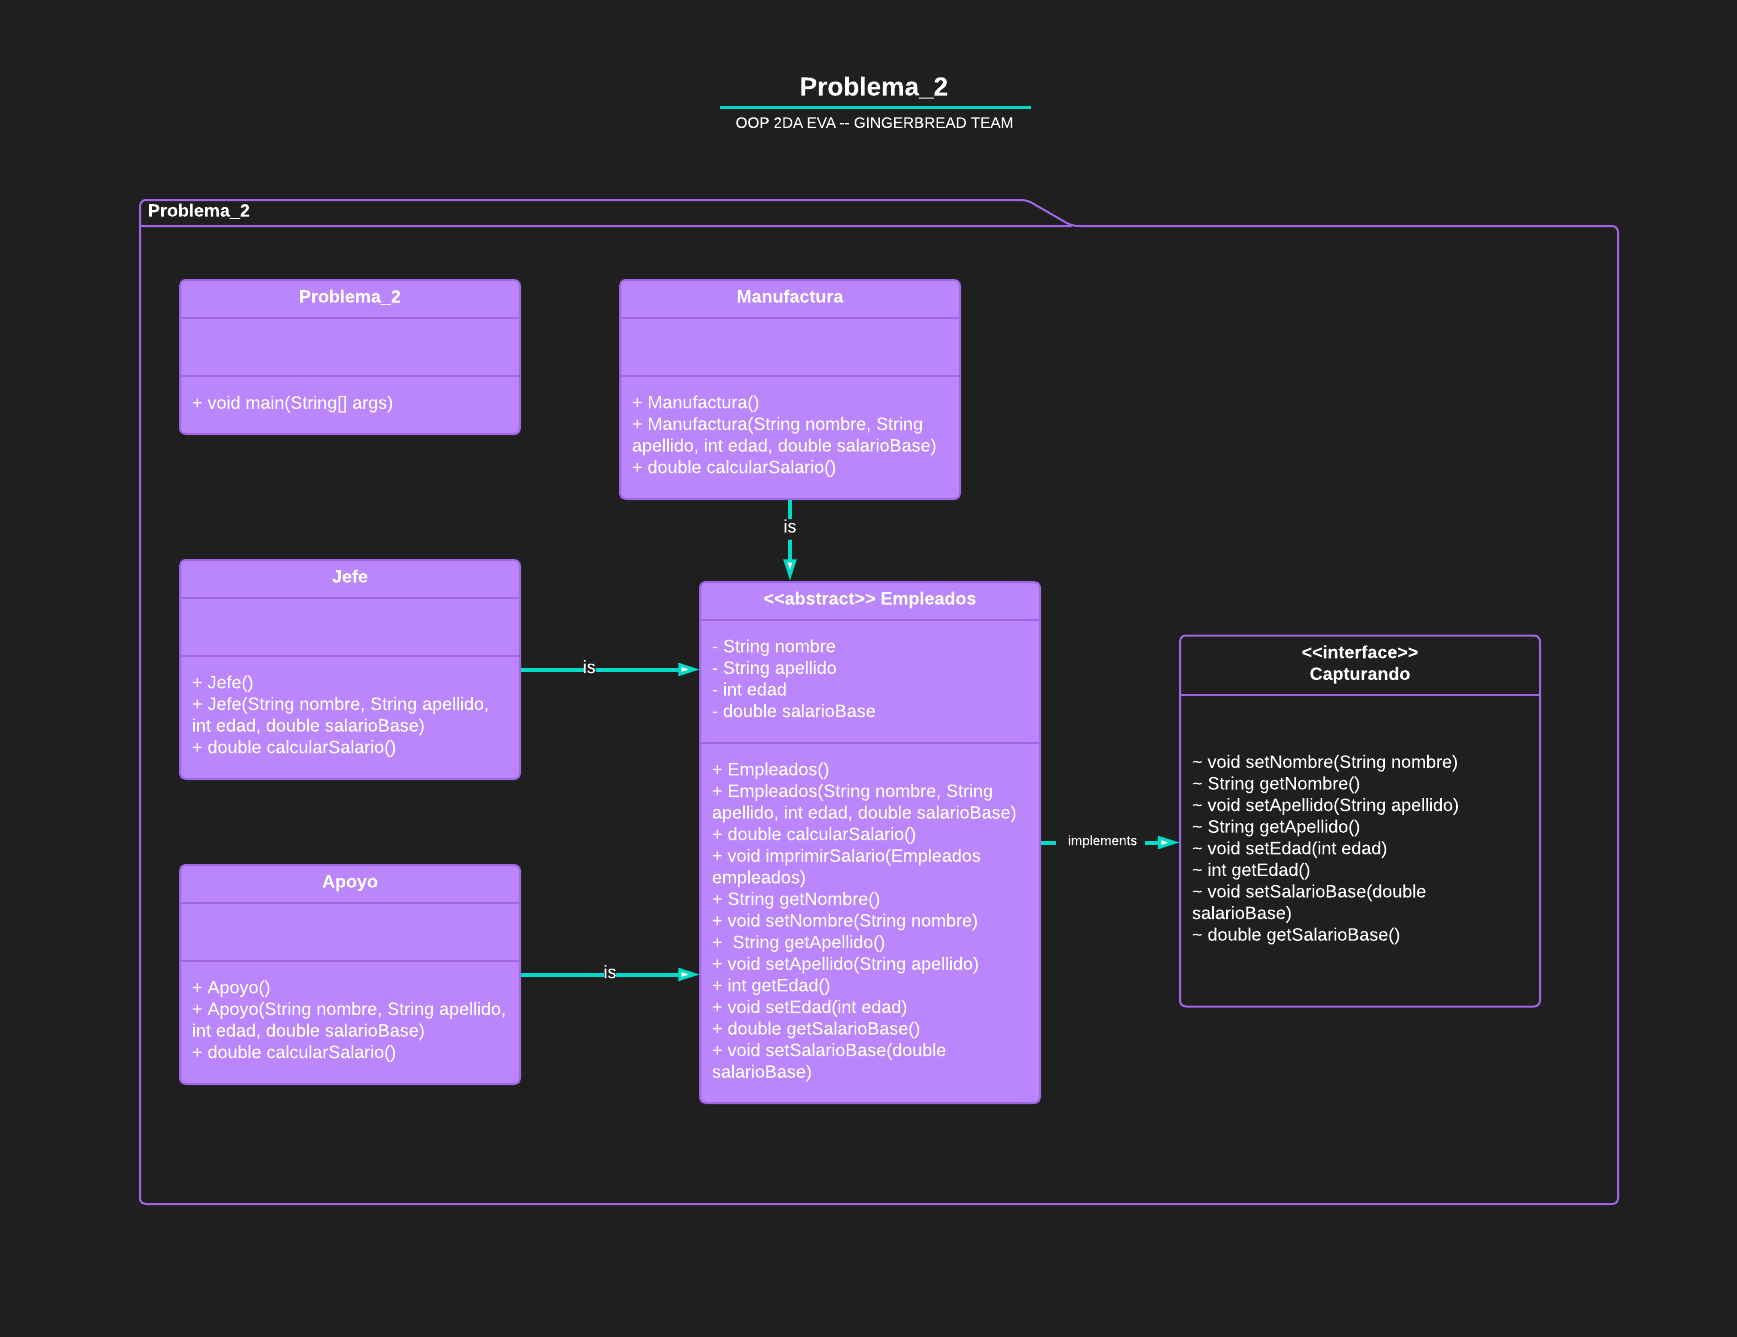 Problema_2
OOP 2DA EVA -- GINGERBREAD TEAM
Problema_2
Problema_2
+ void main(String[] args)
Manufactura
+ Manufactura()
+ Manufactura(String nombre, String
apellido, int edad, double salarioBase)
+ double calcularSalario()
is
Jefe
+ Jefe()
+ Jefe(String nombre, String apellido,
int edad, double salarioBase)
+ double calcularSalario()
is
Apoyo
+ Apoyo()
+ Apoyo(String nombre, String apellido,
int edad, double salarioBase)
+ double calcularSalario()
is
<<abstract>> Empleados
- String nombre
- String apellido
- int edad
- double salarioBase
+ Empleados()
+ Empleados(String nombre, String
apellido, int edad, double salarioBase)
+ double calcularSalario()
+ void imprimirSalario(Empleados
empleados)
+ String getNombre()
+ void setNombre(String nombre)
+  String getApellido()
+ void setApellido(String apellido)
+ int getEdad()
+ void setEdad(int edad)
+ double getSalarioBase()
+ void setSalarioBase(double
salarioBase)
implements
<<interface>>
Capturando
~ void setNombre(String nombre)
~ String getNombre()
~ void setApellido(String apellido)
~ String getApellido()
~ void setEdad(int edad)
~ int getEdad()
~ void setSalarioBase(double
salarioBase)
~ double getSalarioBase()